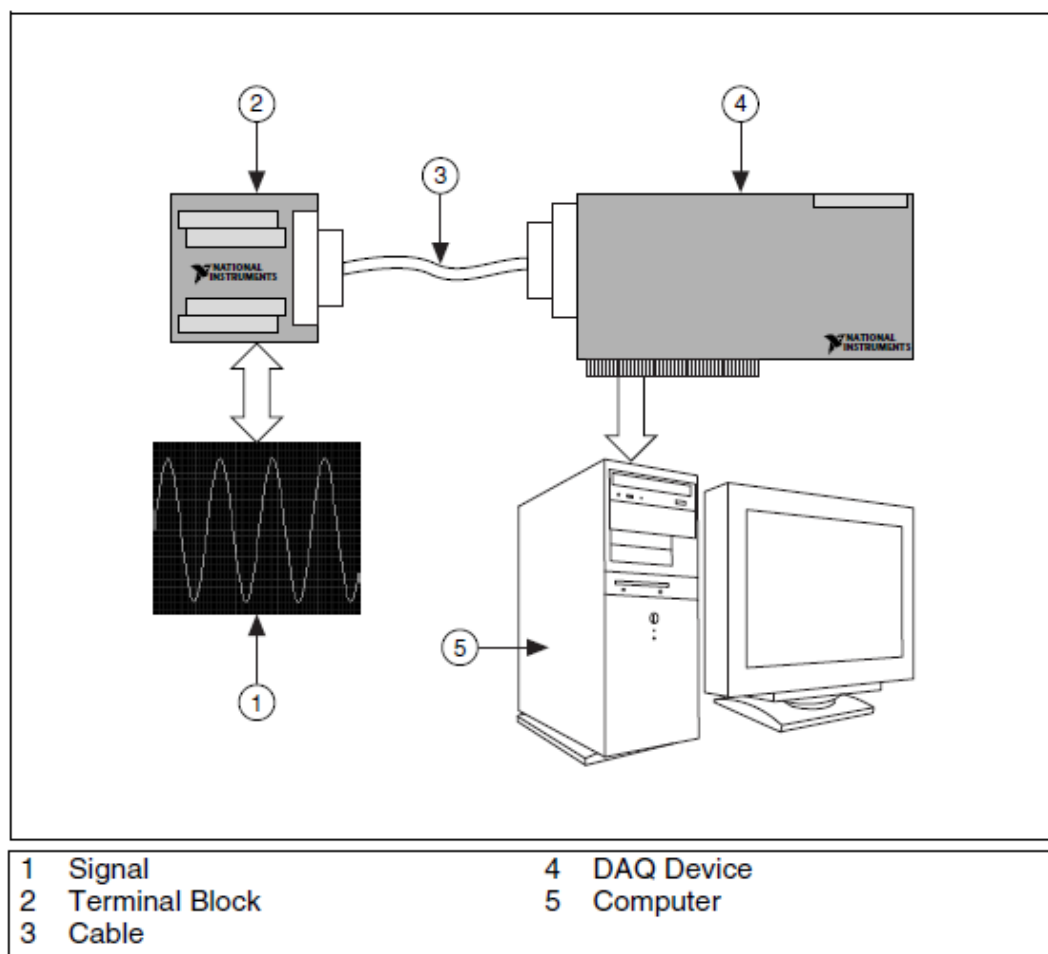 2
4
3
NATIONAL
INSTRUMENTS
NATIONAL
INSTRUMENTS
5
1
1 Signal
2 Terminal Block
3 Cable
4 DAQ Device
5 Computer